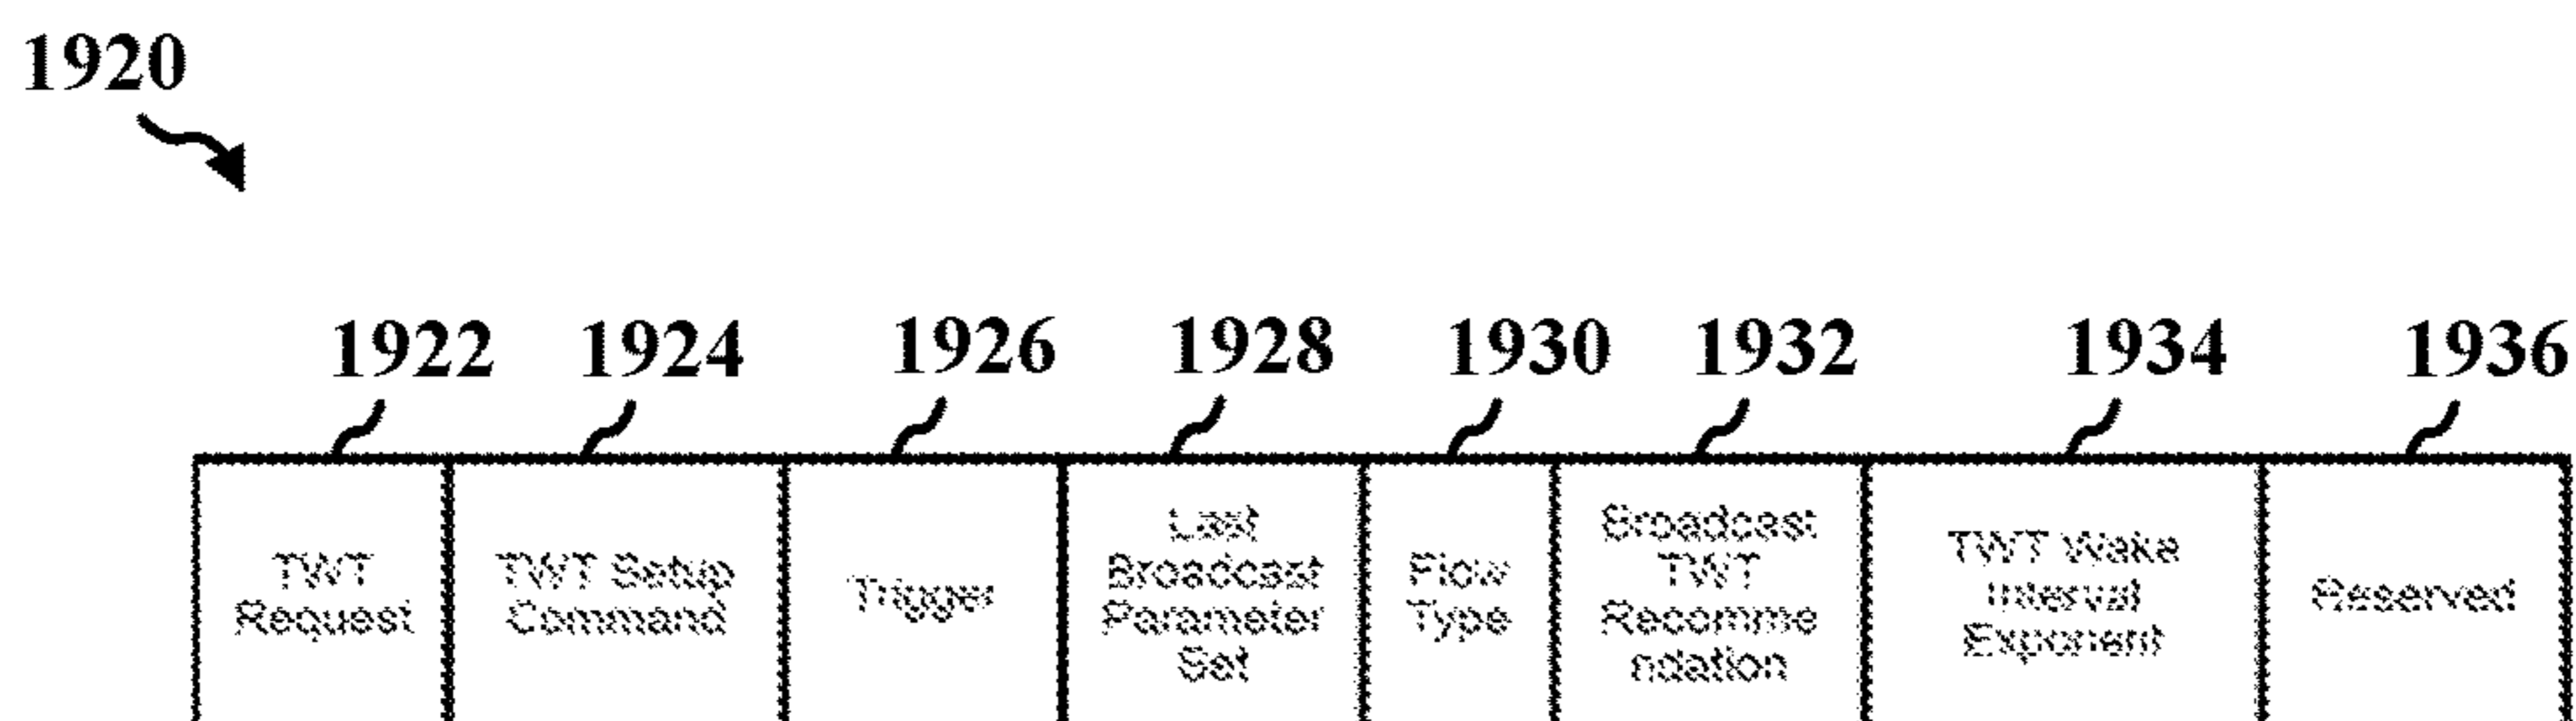 1920
1922 1924 1926 1928 1930 1932 1934 1936
TWT
Request
TWT Setup
Command
Trigger
Last
Broadcast
Parameter
Set
Flow
Type
Broadcast
TWT
Recomme
ndation
TWT Wake
Interval
Exponent
Reserved